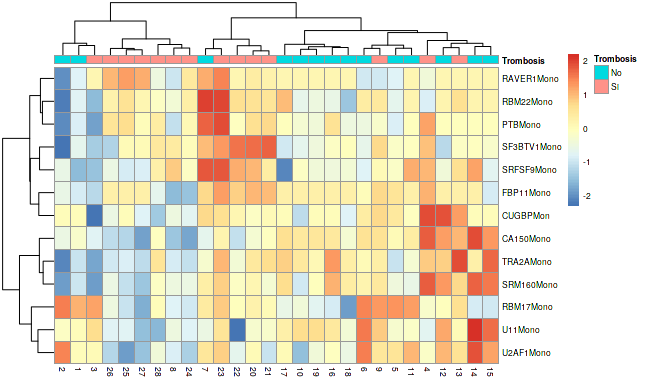 Trombosis
RAVER1Mono
RBM22Mono
PTBMono
SF3BTV1Mono
SRFSF9Mono
FBP11Mono
CUGBPMon
CA150Mono
TRA2AMono
SRM160Mono
RBM17Mono
U11Mono
U2AF1Mono
2 1 3 26 25 27 28 8 24 7 23 22 20 21 17 10 19 16 18 6 9 5 11 4 12 13 14 15
2
1
0
-1
-2
Trombosis
No
SI